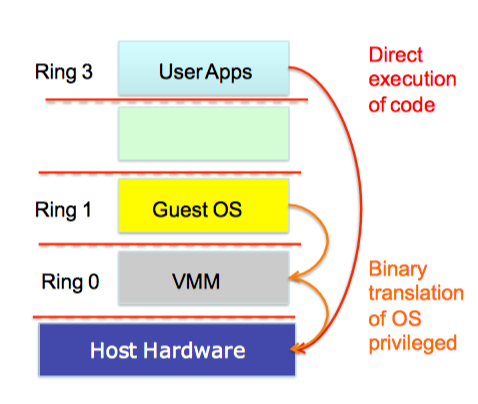 Ring 3
User Apps
Direct
execution
of code
Ring 1
Guest OS
Ring 0
VMM
Binary
translation
of OS
privileged
Host Hardware